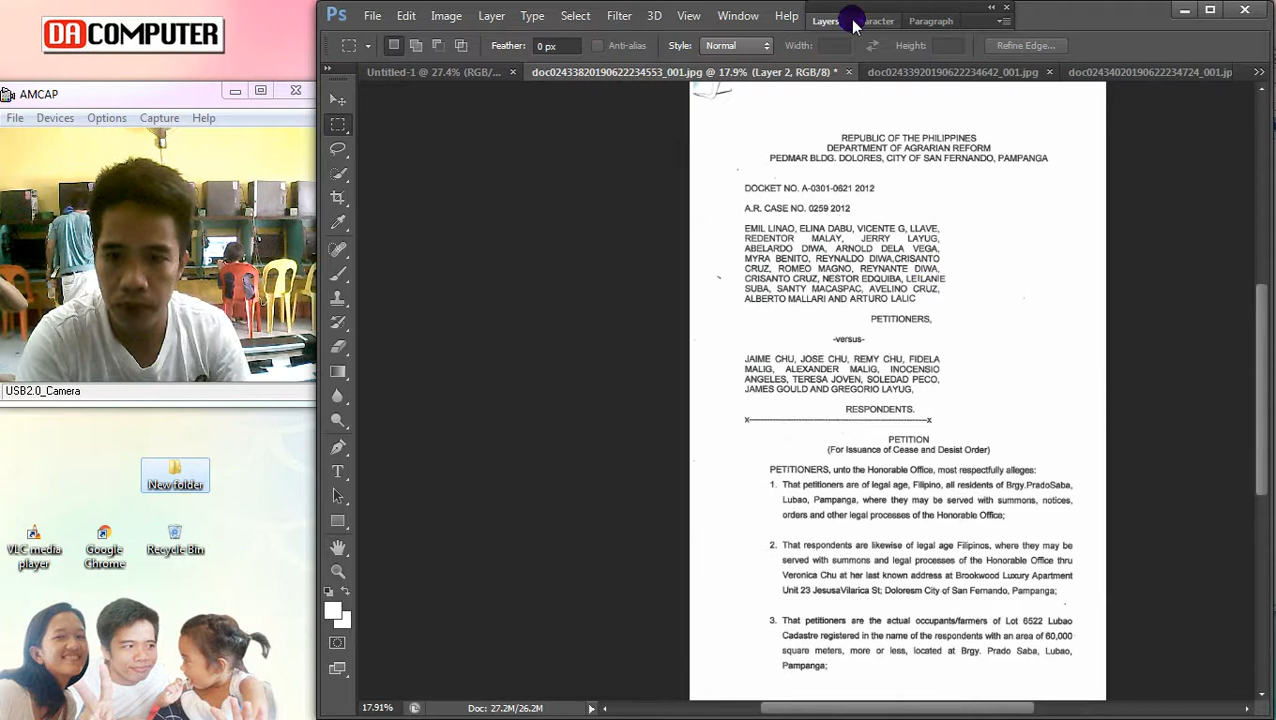 DA COMPUTER
AMCAP
File Devices Options Capture Help
USB2.0_Camera
New folder
VLC media player
Google Chrome
Recycle Bin
Ps File Edit Image Type Select 3D View Window Help
Layers Paragraph
Feather: 0 px Anti-alias Style: Normal Width: Height: Refine Edge...
Untitled-1 @ 27.4% (RGB/... × doc02433820190622234553_001.jpg @ 17.9% (Layer 2, RGB/8) * × doc02433920190622234642_001.jpg × doc02434020190622234724_001.jp >>
REPUBLIC OF THE PHILIPPINES
DEPARTMENT OF AGRARIAN REFORM
PEDMAR BLDG. DOLORES, CITY OF SAN FERNANDO, PAMPANGA
DOCKET NO. A-0301-0621 2012
A.R. CASE NO. 0259 2012
EMIL LINAO, ELINA DABU, VICENTE G, LLAVE,
REDENTOR MALAY, JERRY LAYUG,
ABELARDO DIWA, ARNOLD DELA VEGA,
MYRA BENITO, REYNALDO DIWA,CRISANTO
CRUZ, ROMEO MAGNO, REYNANTE DIWA,
CRISANTO CRUZ, NESTOR EDQUIBA, LEILANIE
SUBA, SANTY MACASPAC, AVELINO CRUZ,
ALBERTO MALLARI AND ARTURO LALIC
PETITIONERS,
-versus-
JAIME CHU, JOSE CHU, REMY CHU, FIDELA
MALIG, ALEXANDER MALIG, INOCENSIO
ANGELES, TERESA JOVEN, SOLEDAD PECO,
JAMES GOULD AND GREGORIO LAYUG,
RESPONDENTS.
x------------------------------------------------------x
PETITION
(For Issuance of Cease and Desist Order)
PETITIONERS, unto the Honorable Office, most respectfully alleges:
1. That petitioners are of legal age, Filipino, all residents of Brgy.PradoSaba,
Lubao, Pampanga, where they may be served with summons, notices,
orders and other legal processes of the Honorable Office;
2. That respondents are likewise of legal age Filipinos, where they may be
served with summons and legal processes of the Honorable Office thru
Veronica Chu at her last known address at Brookwood Luxury Apartment
Unit 23 JesusaVilarica St; Doloresm City of San Fernando, Pampanga;
3. That petitioners are the actual occupants/farmers of Lot 6522 Lubao
Cadastre registered in the name of the respondents with an area of 60,000
square meters, more or less, located at Brgy. Prado Saba, Lubao,
Pampanga;
17.91% Doc: 27.2M/26.2M